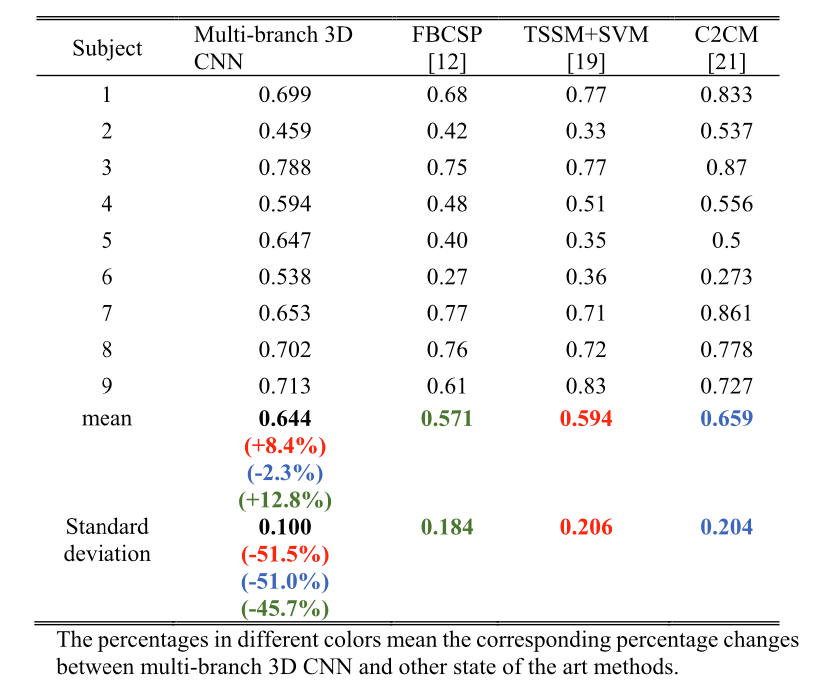 Subject Multi-branch 3D CNN FBCSP [12] TSSM+SVM [19] C2CM [21]
1 0.699 0.68 0.77 0.833
2 0.459 0.42 0.33 0.537
3 0.788 0.75 0.77 0.87
4 0.594 0.48 0.51 0.556
5 0.647 0.40 0.35 0.5
6 0.538 0.27 0.36 0.273
7 0.653 0.77 0.71 0.861
8 0.702 0.76 0.72 0.778
9 0.713 0.61 0.83 0.727
mean 0.644 0.571 0.594 0.659
(+8.4%)
(-2.3%)
(+12.8%)
Standard deviation 0.100 0.184 0.206 0.204
(-51.5%)
(-51.0%)
(-45.7%)
The percentages in different colors mean the corresponding percentage changes
between multi-branch 3D CNN and other state of the art methods.